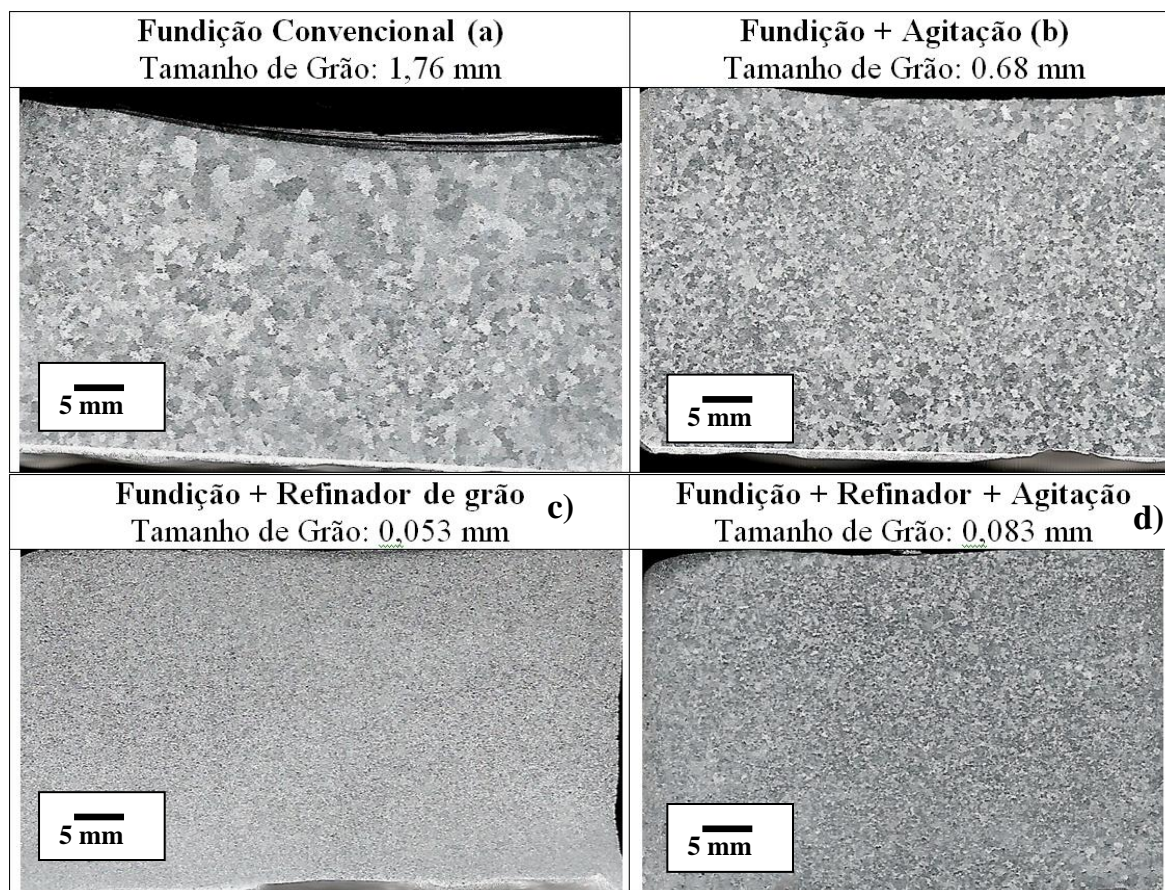 Fundição Convencional (a)
Tamanho de Grão: 1,76 mm
Fundição + Agitação (b)
Tamanho de Grão: 0.68 mm
5 mm
5 mm
Fundição + Refinador de grão c)
Tamanho de Grão: 0,053 mm
Fundição + Refinador + Agitação d)
Tamanho de Grão: 0,083 mm
5 mm
5 mm